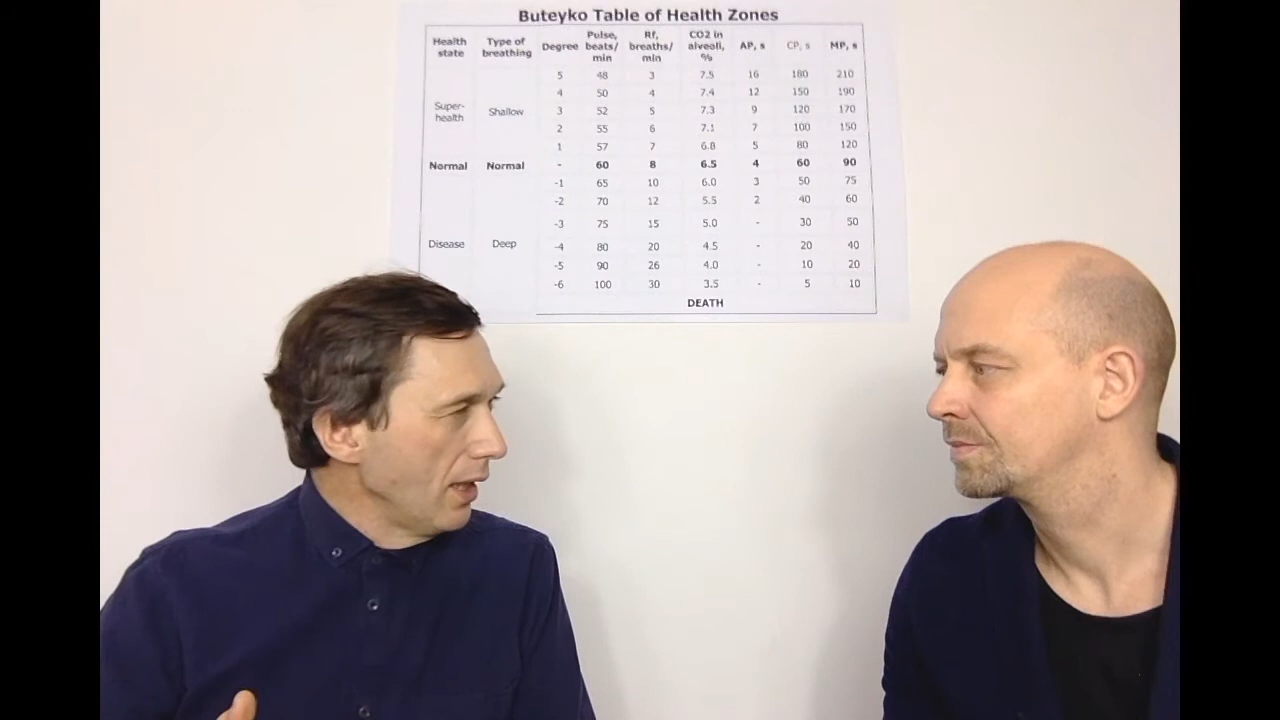 Buteyko Table of Health Zones
Health state Type of breathing Degree Pulse, beats/ min Rf, breaths/ min CO2 in alveoli, % AP, s CP, s MP, s
5 48 3 7.5 16 180 210
4 50 4 7.4 12 150 190
Super-health Shallow 3 52 5 7.3 9 120 170
2 55 6 7.1 7 100 150
1 57 7 6.8 5 80 120
Normal Normal - 60 8 6.5 4 60 90
-1 65 10 6.0 3 50 75
-2 70 12 5.5 2 40 60
-3 75 15 5.0 - 30 50
Disease Deep -4 80 20 4.5 - 20 40
-5 90 26 4.0 - 10 20
-6 100 30 3.5 - 5 10
DEATH